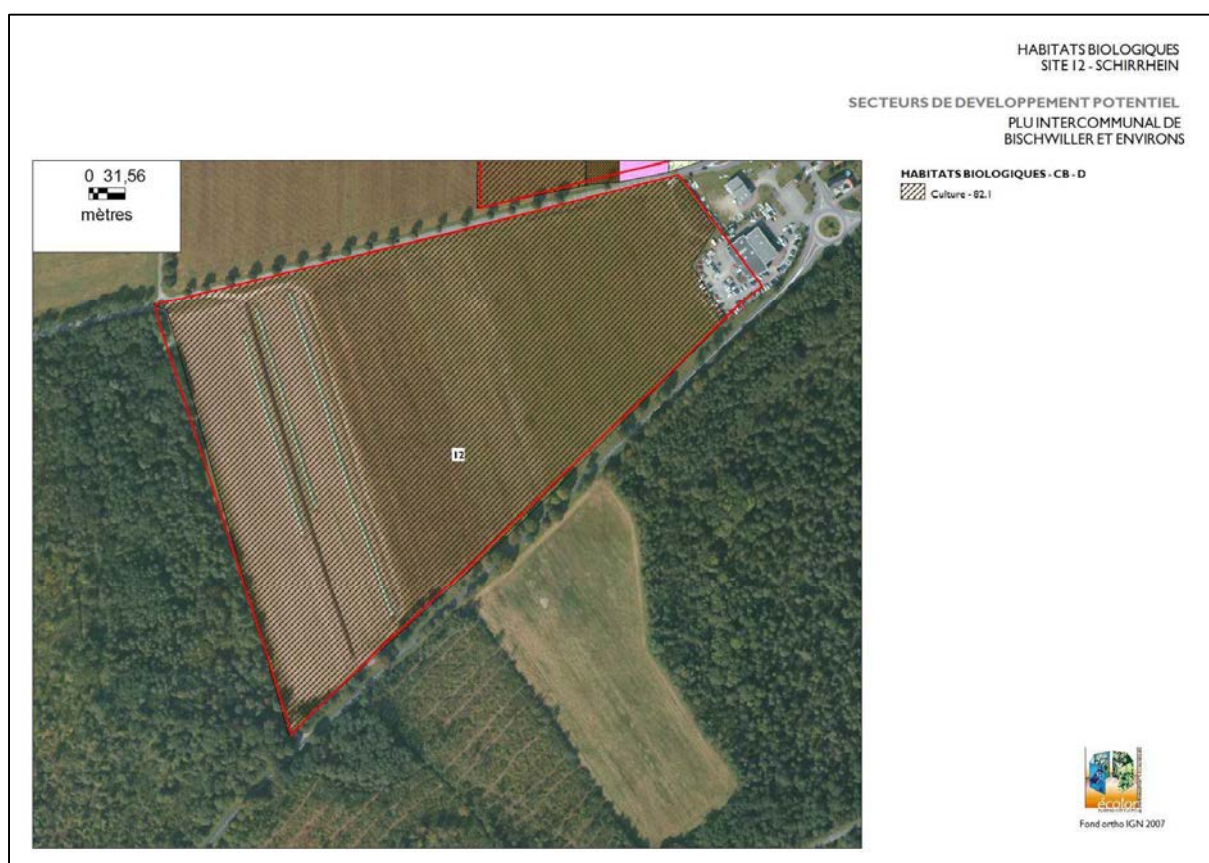 HABITATS BIOLOGIQUES
SITE 12 - SCHIRRHEIN
SECTEURS DE DEVELOPPEMENT POTENTIEL
PLU INTERCOMMUNAL DE
BISCHWILLER ET ENVIRONS
0 31,56
mètres
HABITATS BIOLOGIQUES - CB - D
Culture - 82.1
12
écolor
Fond ortho IGN 2007